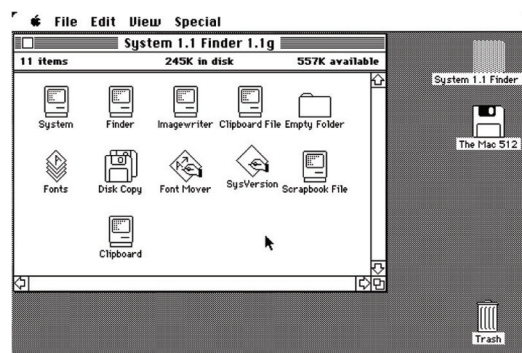 File Edit View Special
System 1.1 Finder 1.1g
11 items 245K in disk 557K available
System Finder Imagewriter Clipboard File Empty Folder
Fonts Disk Copy Font Mover SysVersion Scrapbook File
Clipboard
System 1.1 Finder
The Mac 512
Trash